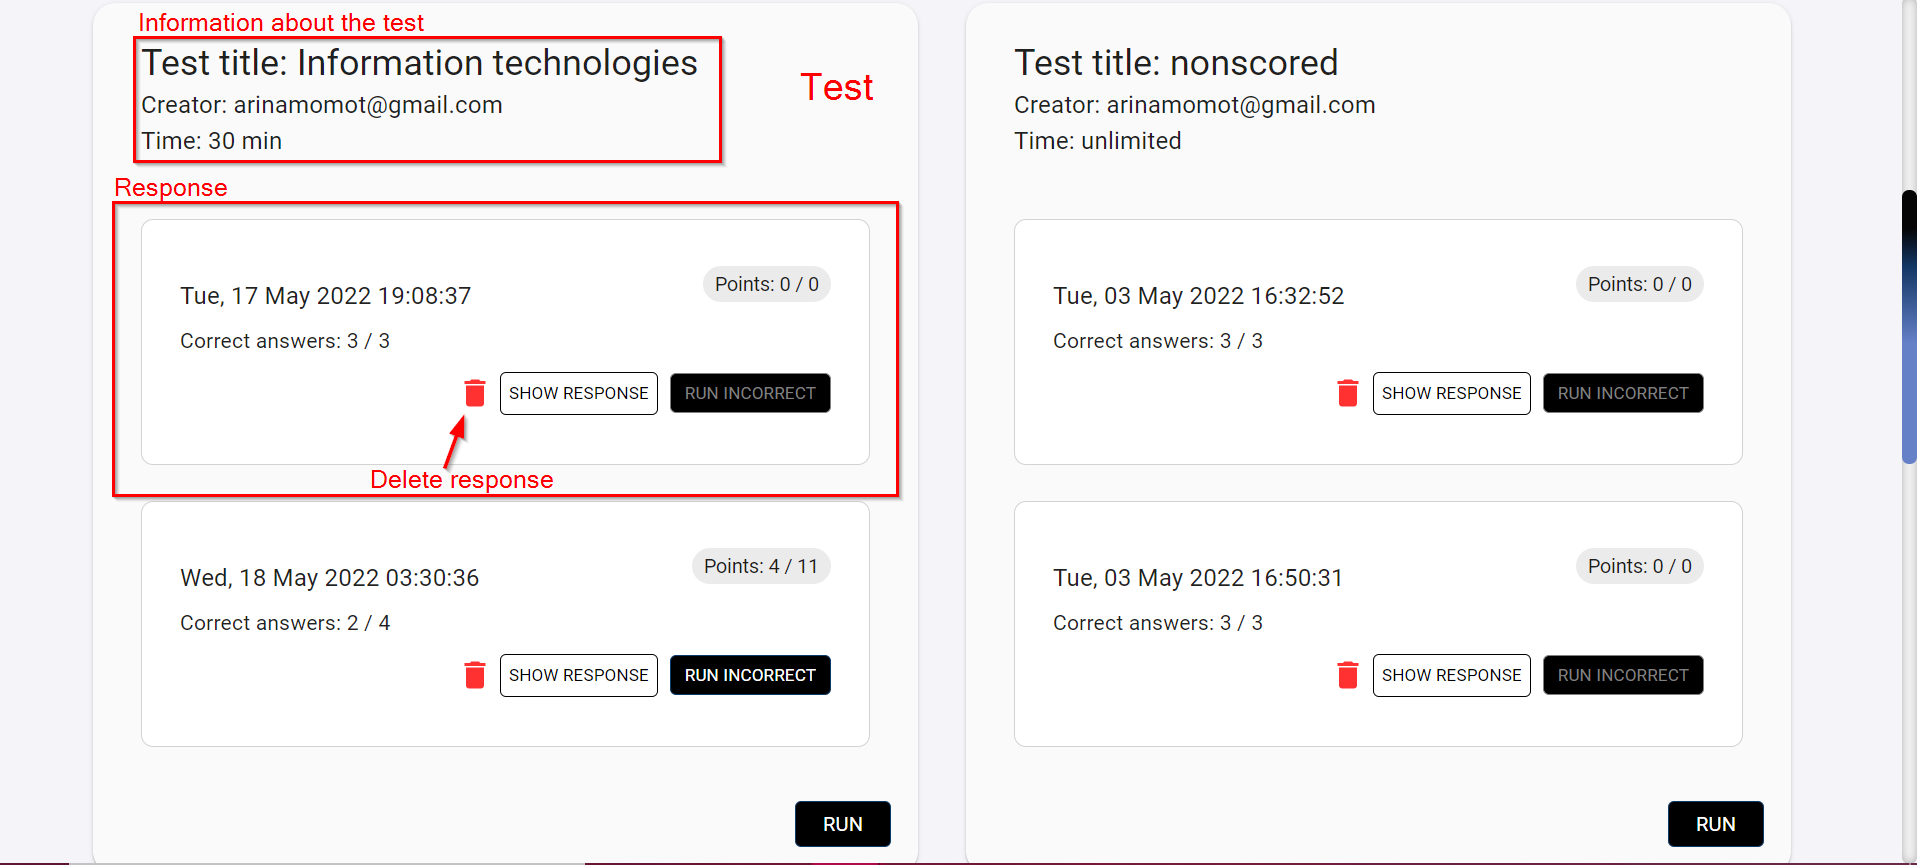 Information about the test
Test title: Information technologies
Creator: arinamomot@gmail.com
Time: 30 min
Test
Response
Tue, 17 May 2022 19:08:37
Points: 0 / 0
Correct answers: 3 / 3
SHOW RESPONSE
RUN INCORRECT
Delete response
Wed, 18 May 2022 03:30:36
Points: 4 / 11
Correct answers: 2 / 4
SHOW RESPONSE
RUN INCORRECT
RUN
Test title: nonscored
Creator: arinamomot@gmail.com
Time: unlimited
Tue, 03 May 2022 16:32:52
Points: 0 / 0
Correct answers: 3 / 3
SHOW RESPONSE
RUN INCORRECT
Tue, 03 May 2022 16:50:31
Points: 0 / 0
Correct answers: 3 / 3
SHOW RESPONSE
RUN INCORRECT
RUN